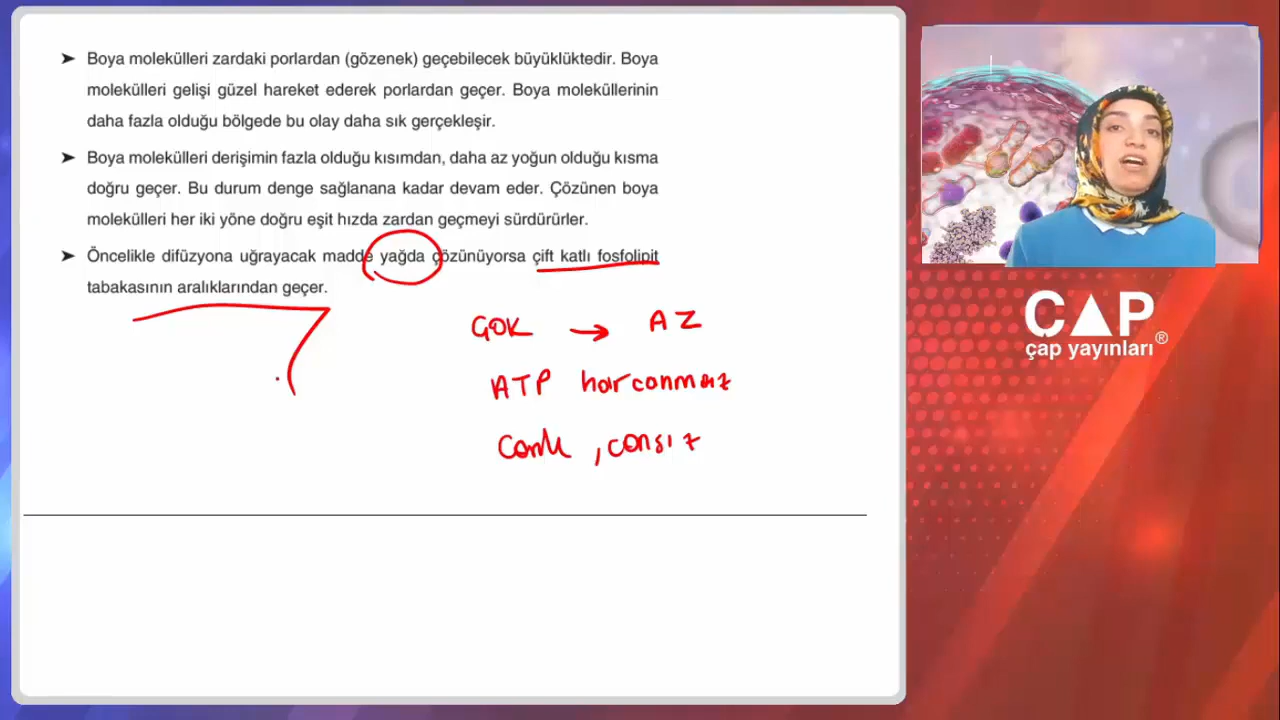 ➤ Boya molekülleri zardaki porlardan (gözenek) geçebilecek büyüklüktedir. Boya
molekülleri gelişi güzel hareket ederek porlardan geçer. Boya moleküllerinin
daha fazla olduğu bölgede bu olay daha sık gerçekleşir.
➤ Boya molekülleri derişimin fazla olduğu kısımdan, daha az yoğun olduğu kısma
doğru geçer. Bu durum denge sağlanana kadar devam eder. Çözünen boya
molekülleri her iki yöne doğru eşit hızda zardan geçmeyi sürdürürler.
➤ Öncelikle difüzyona uğrayacak madde yağda çözünüyorsa çift katlı fosfolipit
tabakasının aralıklarından geçer.
ÇOK → AZ
ATP harcanmaz
Canlı, cansız
ÇAP
çap yayınları®